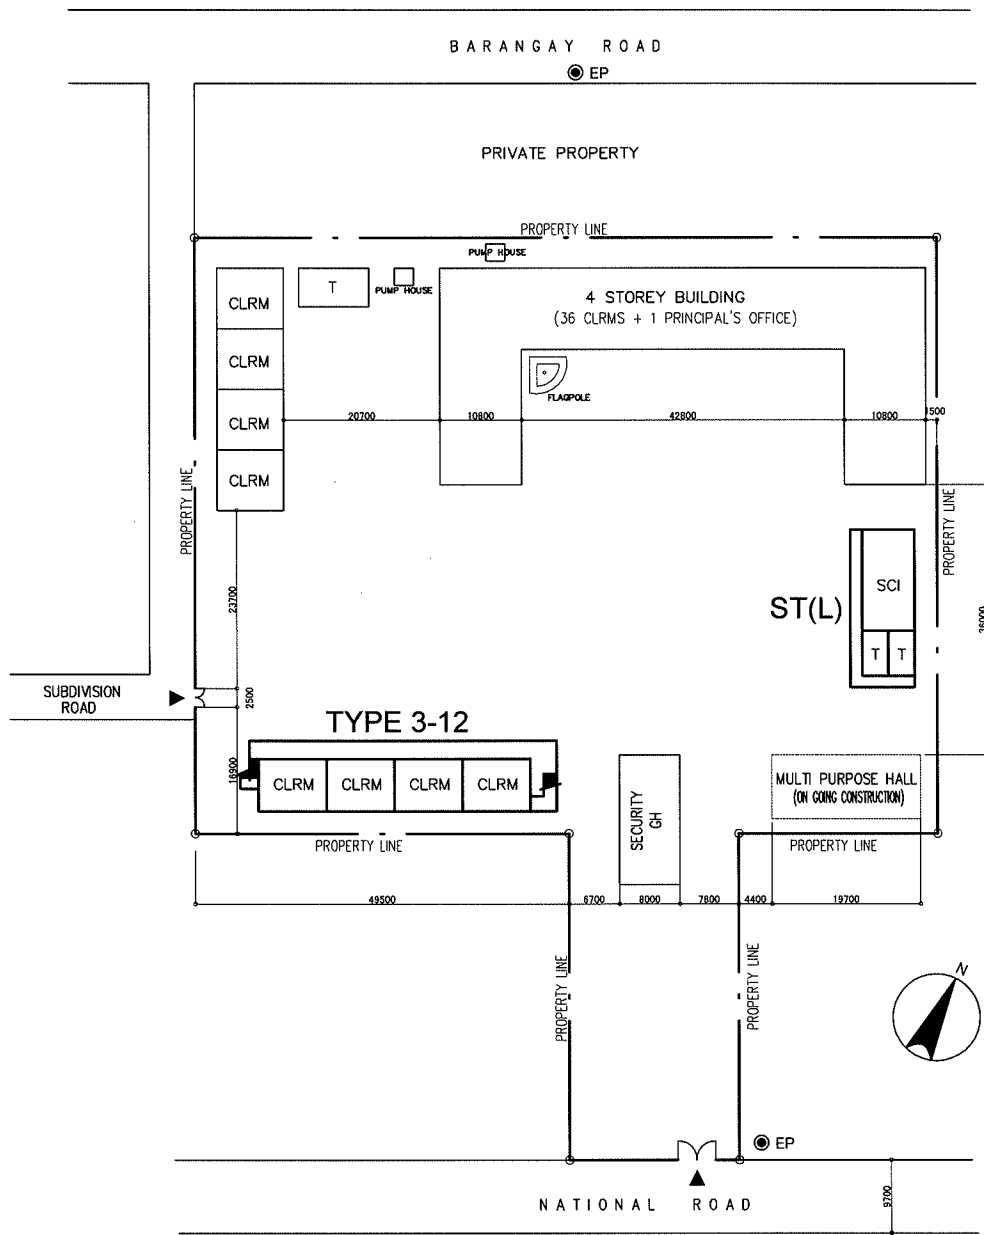 BARANGAY ROAD
EP
PRIVATE PROPERTY
PROPERTY LINE
PUMP HOUSE
CLRM
T
PUMP HOUSE
4 STOREY BUILDING
(36 CLRMS + 1 PRINCIPAL'S OFFICE)
CLRM
FLAGPOLE
20700
10800
42800
10800
1500
CLRM
CLRM
PROPERTY LINE
PROPERTY LINE
SCI
ST(L)
23700
36000
T T
SUBDIVISION
ROAD
2500
TYPE 3-12
16900
CLRM CLRM CLRM CLRM
SECURITY
GH
MULTI PURPOSE HALL
(ON GOING CONSTRUCTION)
PROPERTY LINE
PROPERTY LINE
49500
6700
8000
7800
4400
19700
PROPERTY LINE
PROPERTY LINE
N
EP
NATIONAL ROAD
9700